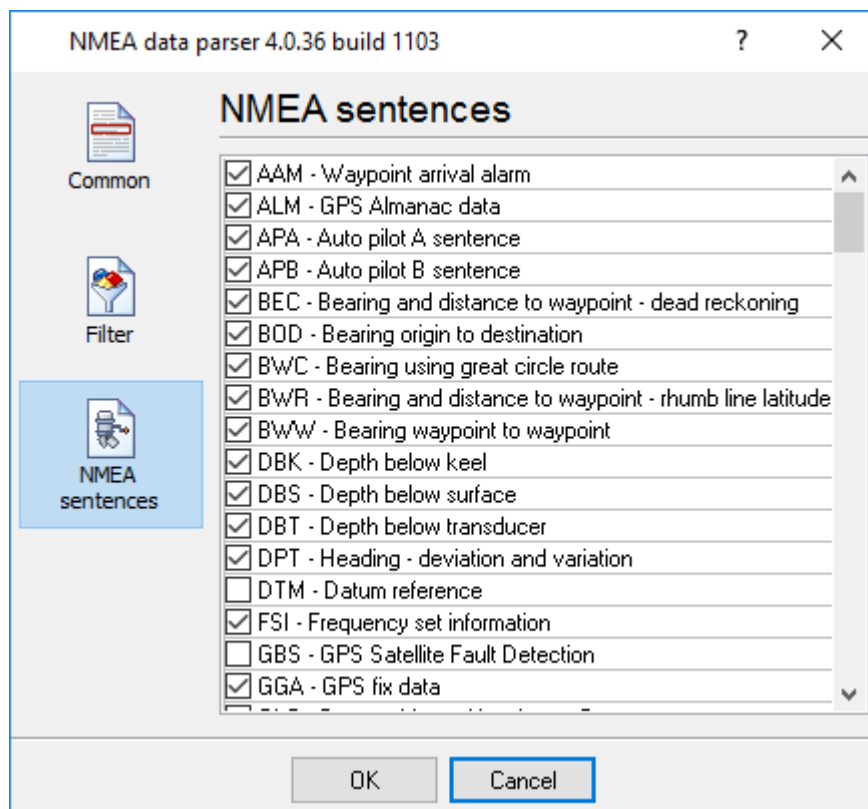 NMEA data parser 4.0.36 build 1103
NMEA sentences
Common
Filter
NMEA
sentences
AAM - Waypoint arrival alarm
ALM - GPS Almanac data
APA - Auto pilot A sentence
APB - Auto pilot B sentence
BEC - Bearing and distance to waypoint - dead reckoning
BOD - Bearing origin to destination
BWC - Bearing using great circle route
BWR - Bearing and distance to waypoint - rhumb line latitude
BWW - Bearing waypoint to waypoint
DBK - Depth below keel
DBS - Depth below surface
DBT - Depth below transducer
DPT - Heading - deviation and variation
DTM - Datum reference
FSI - Frequency set information
GBS - GPS Satellite Fault Detection
GGA - GPS fix data
OK
Cancel